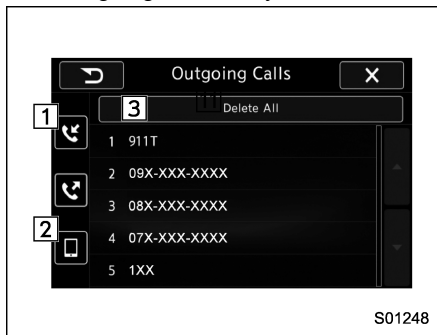 Outgoing Calls
X
3 Delete All
1
1 911T
2 09X-XXX-XXXX
3 08X-XXX-XXXX
2
4 07X-XXX-XXXX
5 1XX
S01248